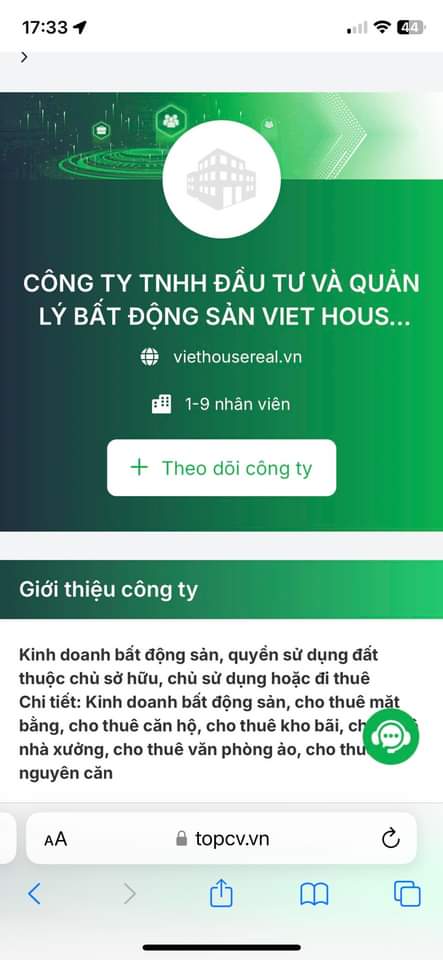 17:33
44
CÔNG TY TNHH ĐẦU TƯ VÀ QUẢN
LÝ BẤT ĐỘNG SẢN VIET HOUS...
viethousereal.vn
1-9 nhân viên
+ Theo dõi công ty
Giới thiệu công ty
Kinh doanh bất động sản, quyền sử dụng đất
thuộc chủ sở hữu, chủ sử dụng hoặc đi thuê
Chi tiết: Kinh doanh bất động sản, cho thuê mặt
bằng, cho thuê căn hộ, cho thuê kho bãi,
nhà xưởng, cho thuê văn phòng ảo, cho
nguyên căn
AA
topcv.vn